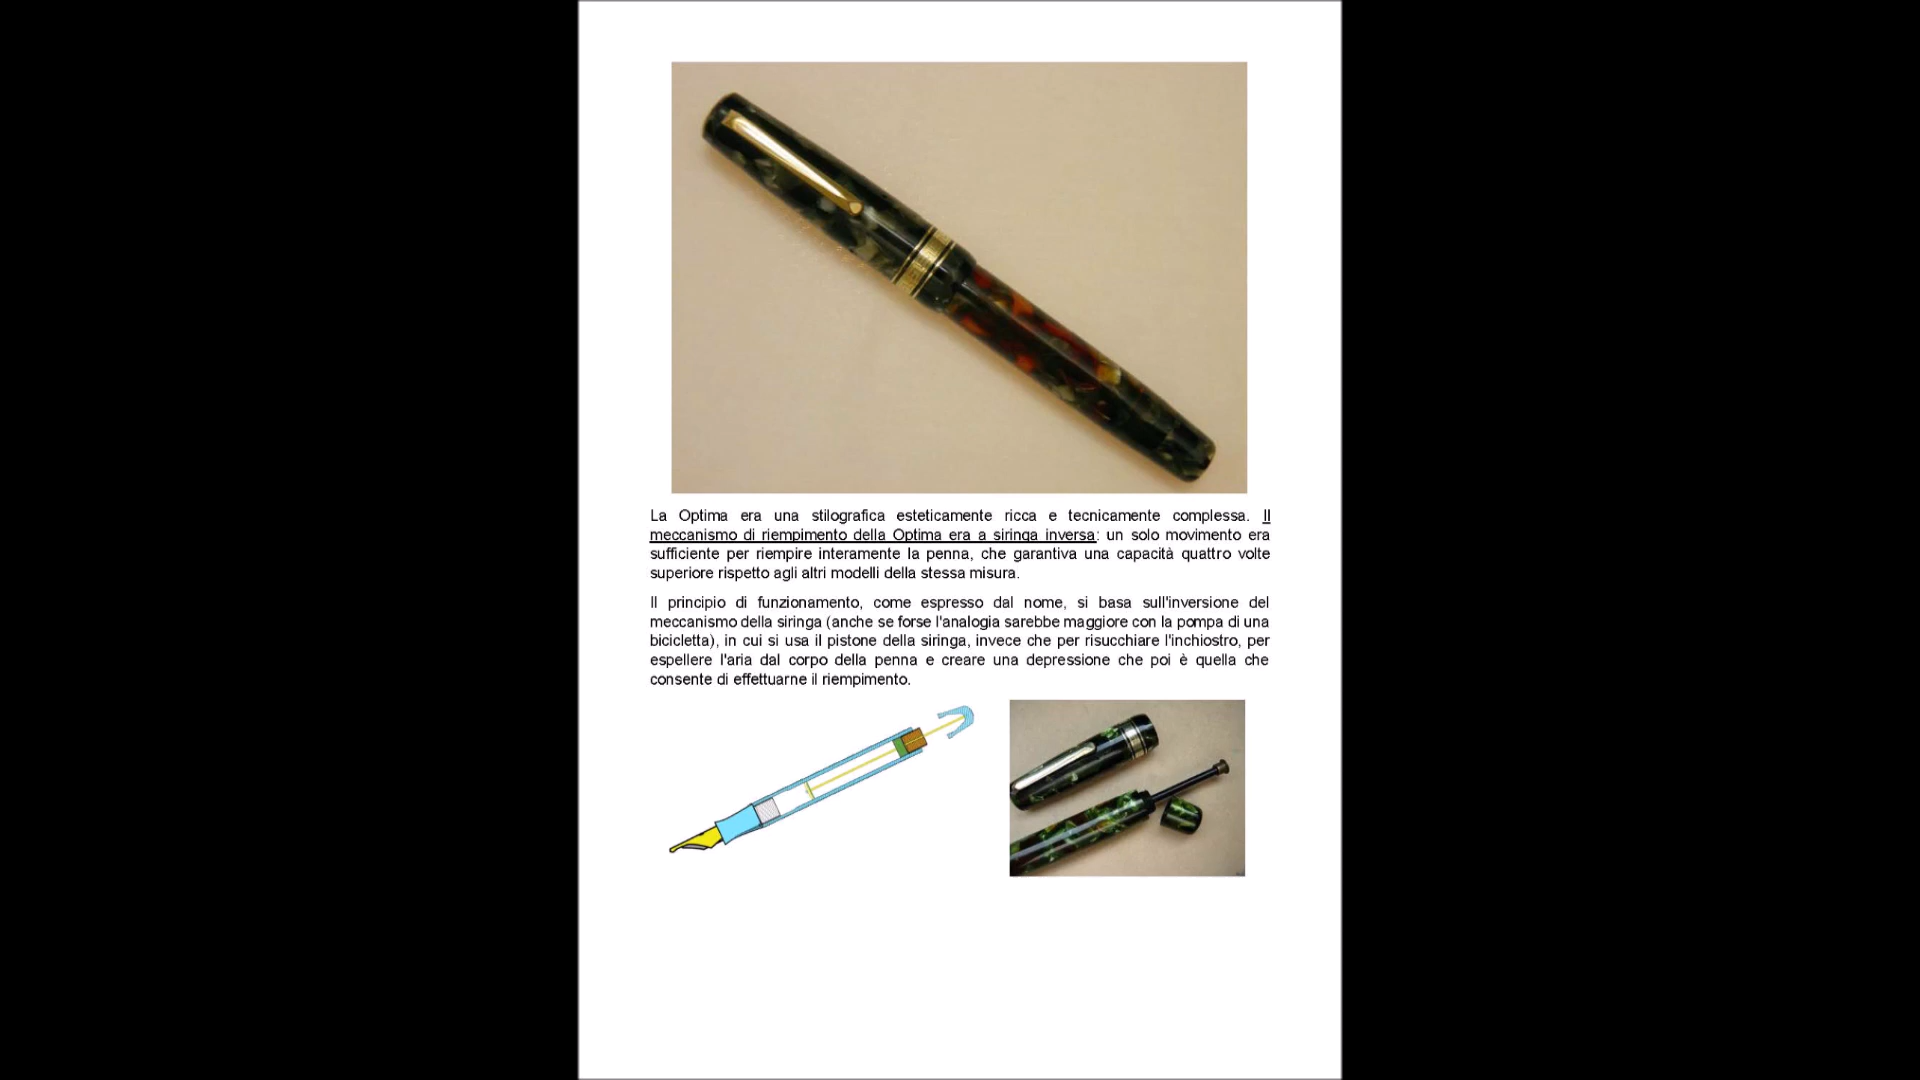 La Optima era una stilografica esteticamente ricca e tecnicamente complessa. Il
meccanismo di riempimento della Optima era a siringa inversa: un solo movimento era
sufficiente per riempire interamente la penna, che garantiva una capacità quattro volte
superiore rispetto agli altri modelli della stessa misura.
Il principio di funzionamento, come espresso dal nome, si basa sull'inversione del
meccanismo della siringa (anche se forse l'analogia sarebbe maggiore con la pompa di una
bicicletta), in cui si usa il pistone della siringa, invece che per risucchiare l'inchiostro, per
espellere l'aria dal corpo della penna e creare una depressione che poi è quella che
consente di effettuarne il riempimento.